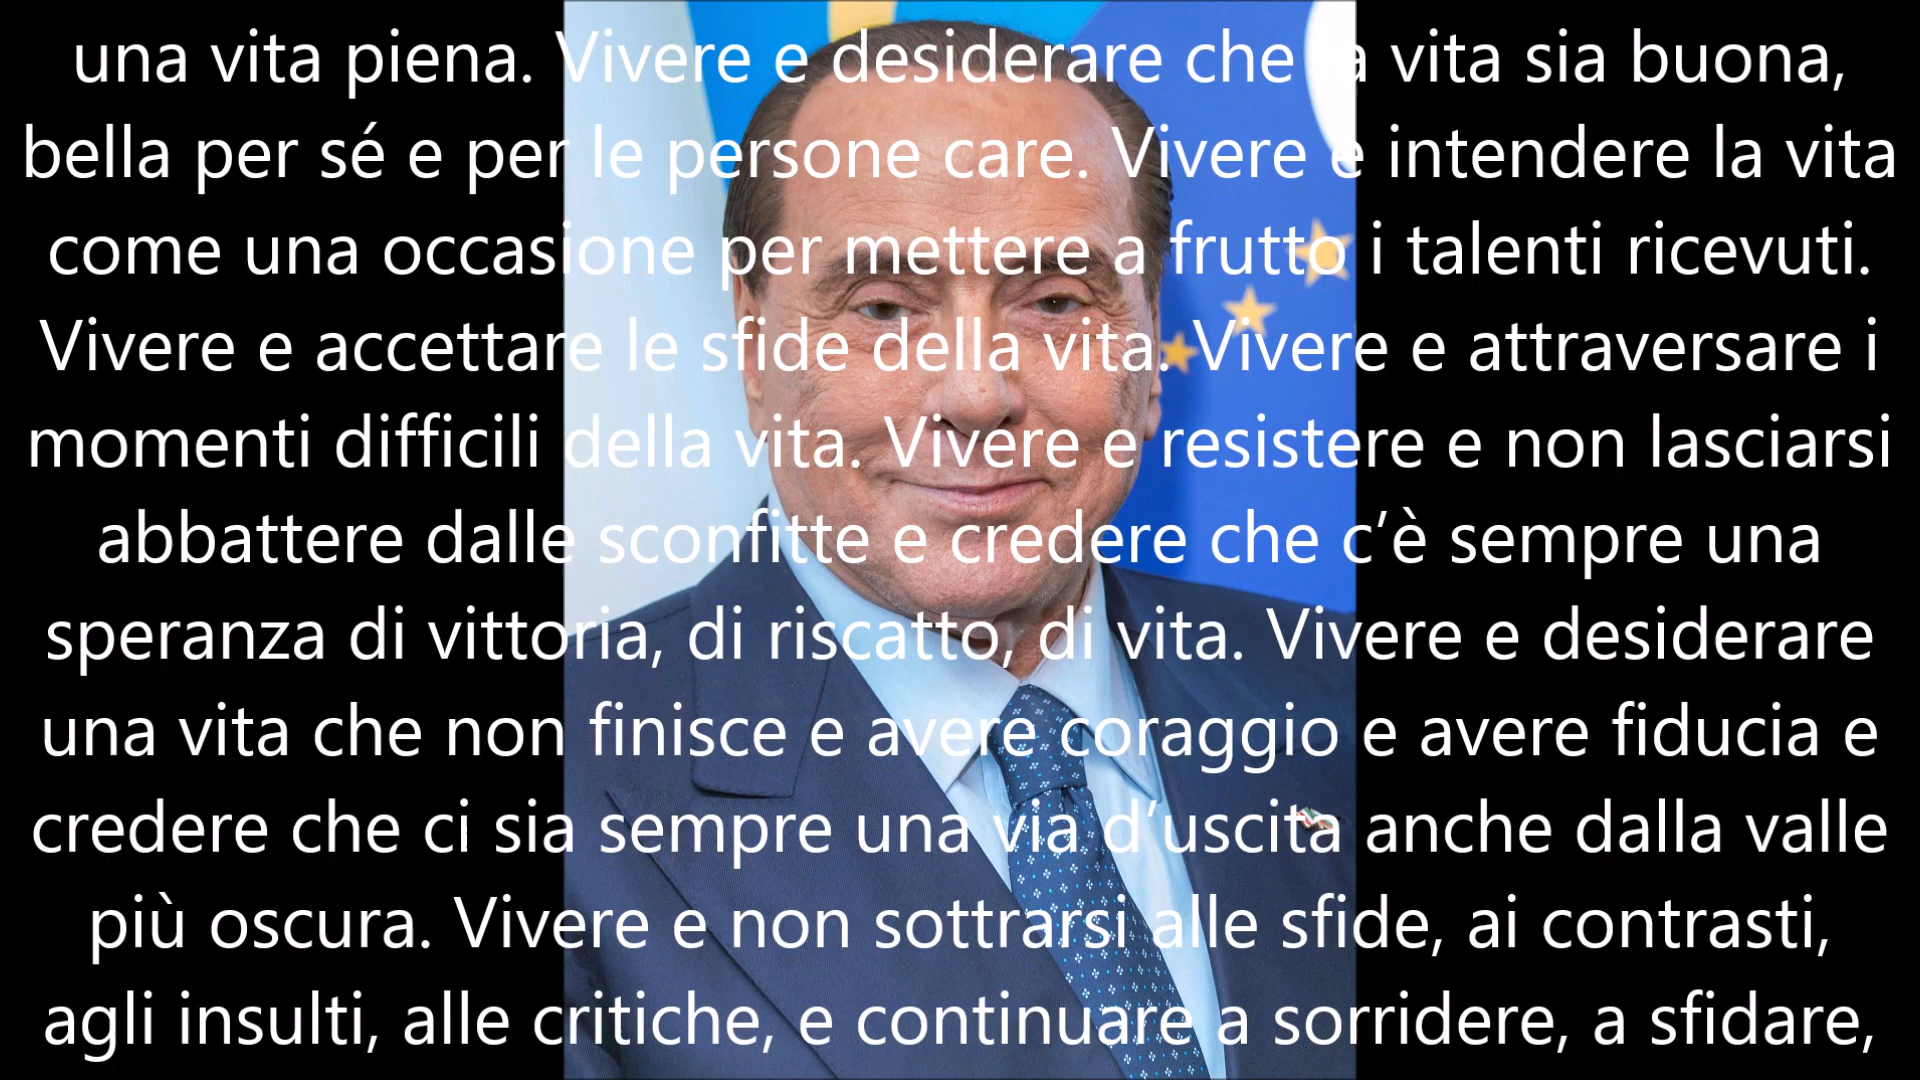 una vita piena. Vivere e desiderare che la vita sia buona,
bella per sé e per le persone care. Vivere e intendere la vita
come una occasione per mettere a frutto i talenti ricevuti.
Vivere e accettare le sfide della vita. Vivere e attraversare i
momenti difficili della vita. Vivere e resistere e non lasciarsi
abbattere dalle sconfitte e credere che c’è sempre una
speranza di vittoria, di riscatto, di vita. Vivere e desiderare
una vita che non finisce e avere coraggio e avere fiducia e
credere che ci sia sempre una via d’uscita anche dalla valle
più oscura. Vivere e non sottrarsi alle sfide, ai contrasti,
agli insulti, alle critiche, e continuare a sorridere, a sfidare,